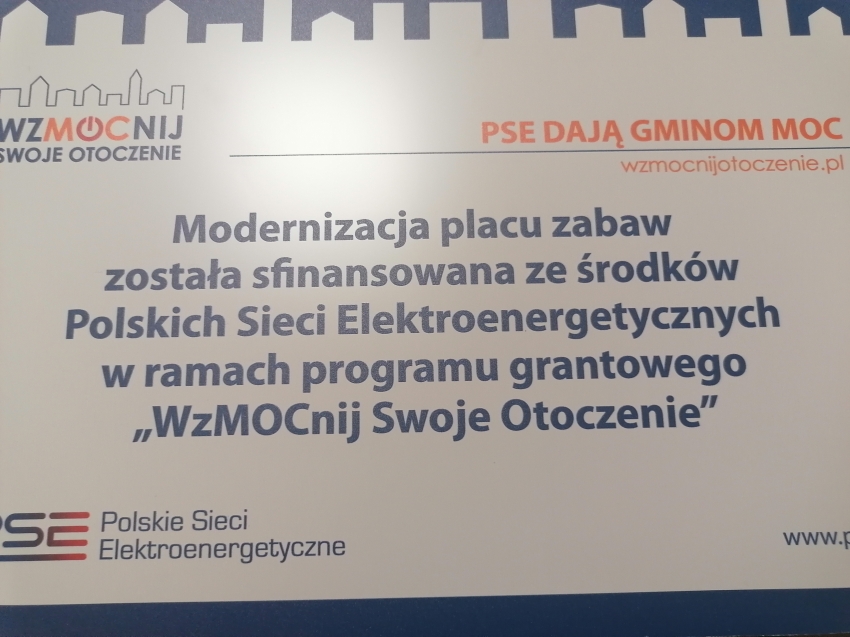 WZMOCNIJ
SWOJE OTOCZENIE
PSE DAJĄ GMINOM MOC
wzmocnijotoczenie.pl
Modernizacja placu zabaw
została sfinansowana ze środków
Polskich Sieci Elektroenergetycznych
w ramach programu grantowego
„WzMOCnij Swoje Otoczenie”
PSE Polskie Sieci
Elektroenergetyczne
www.p